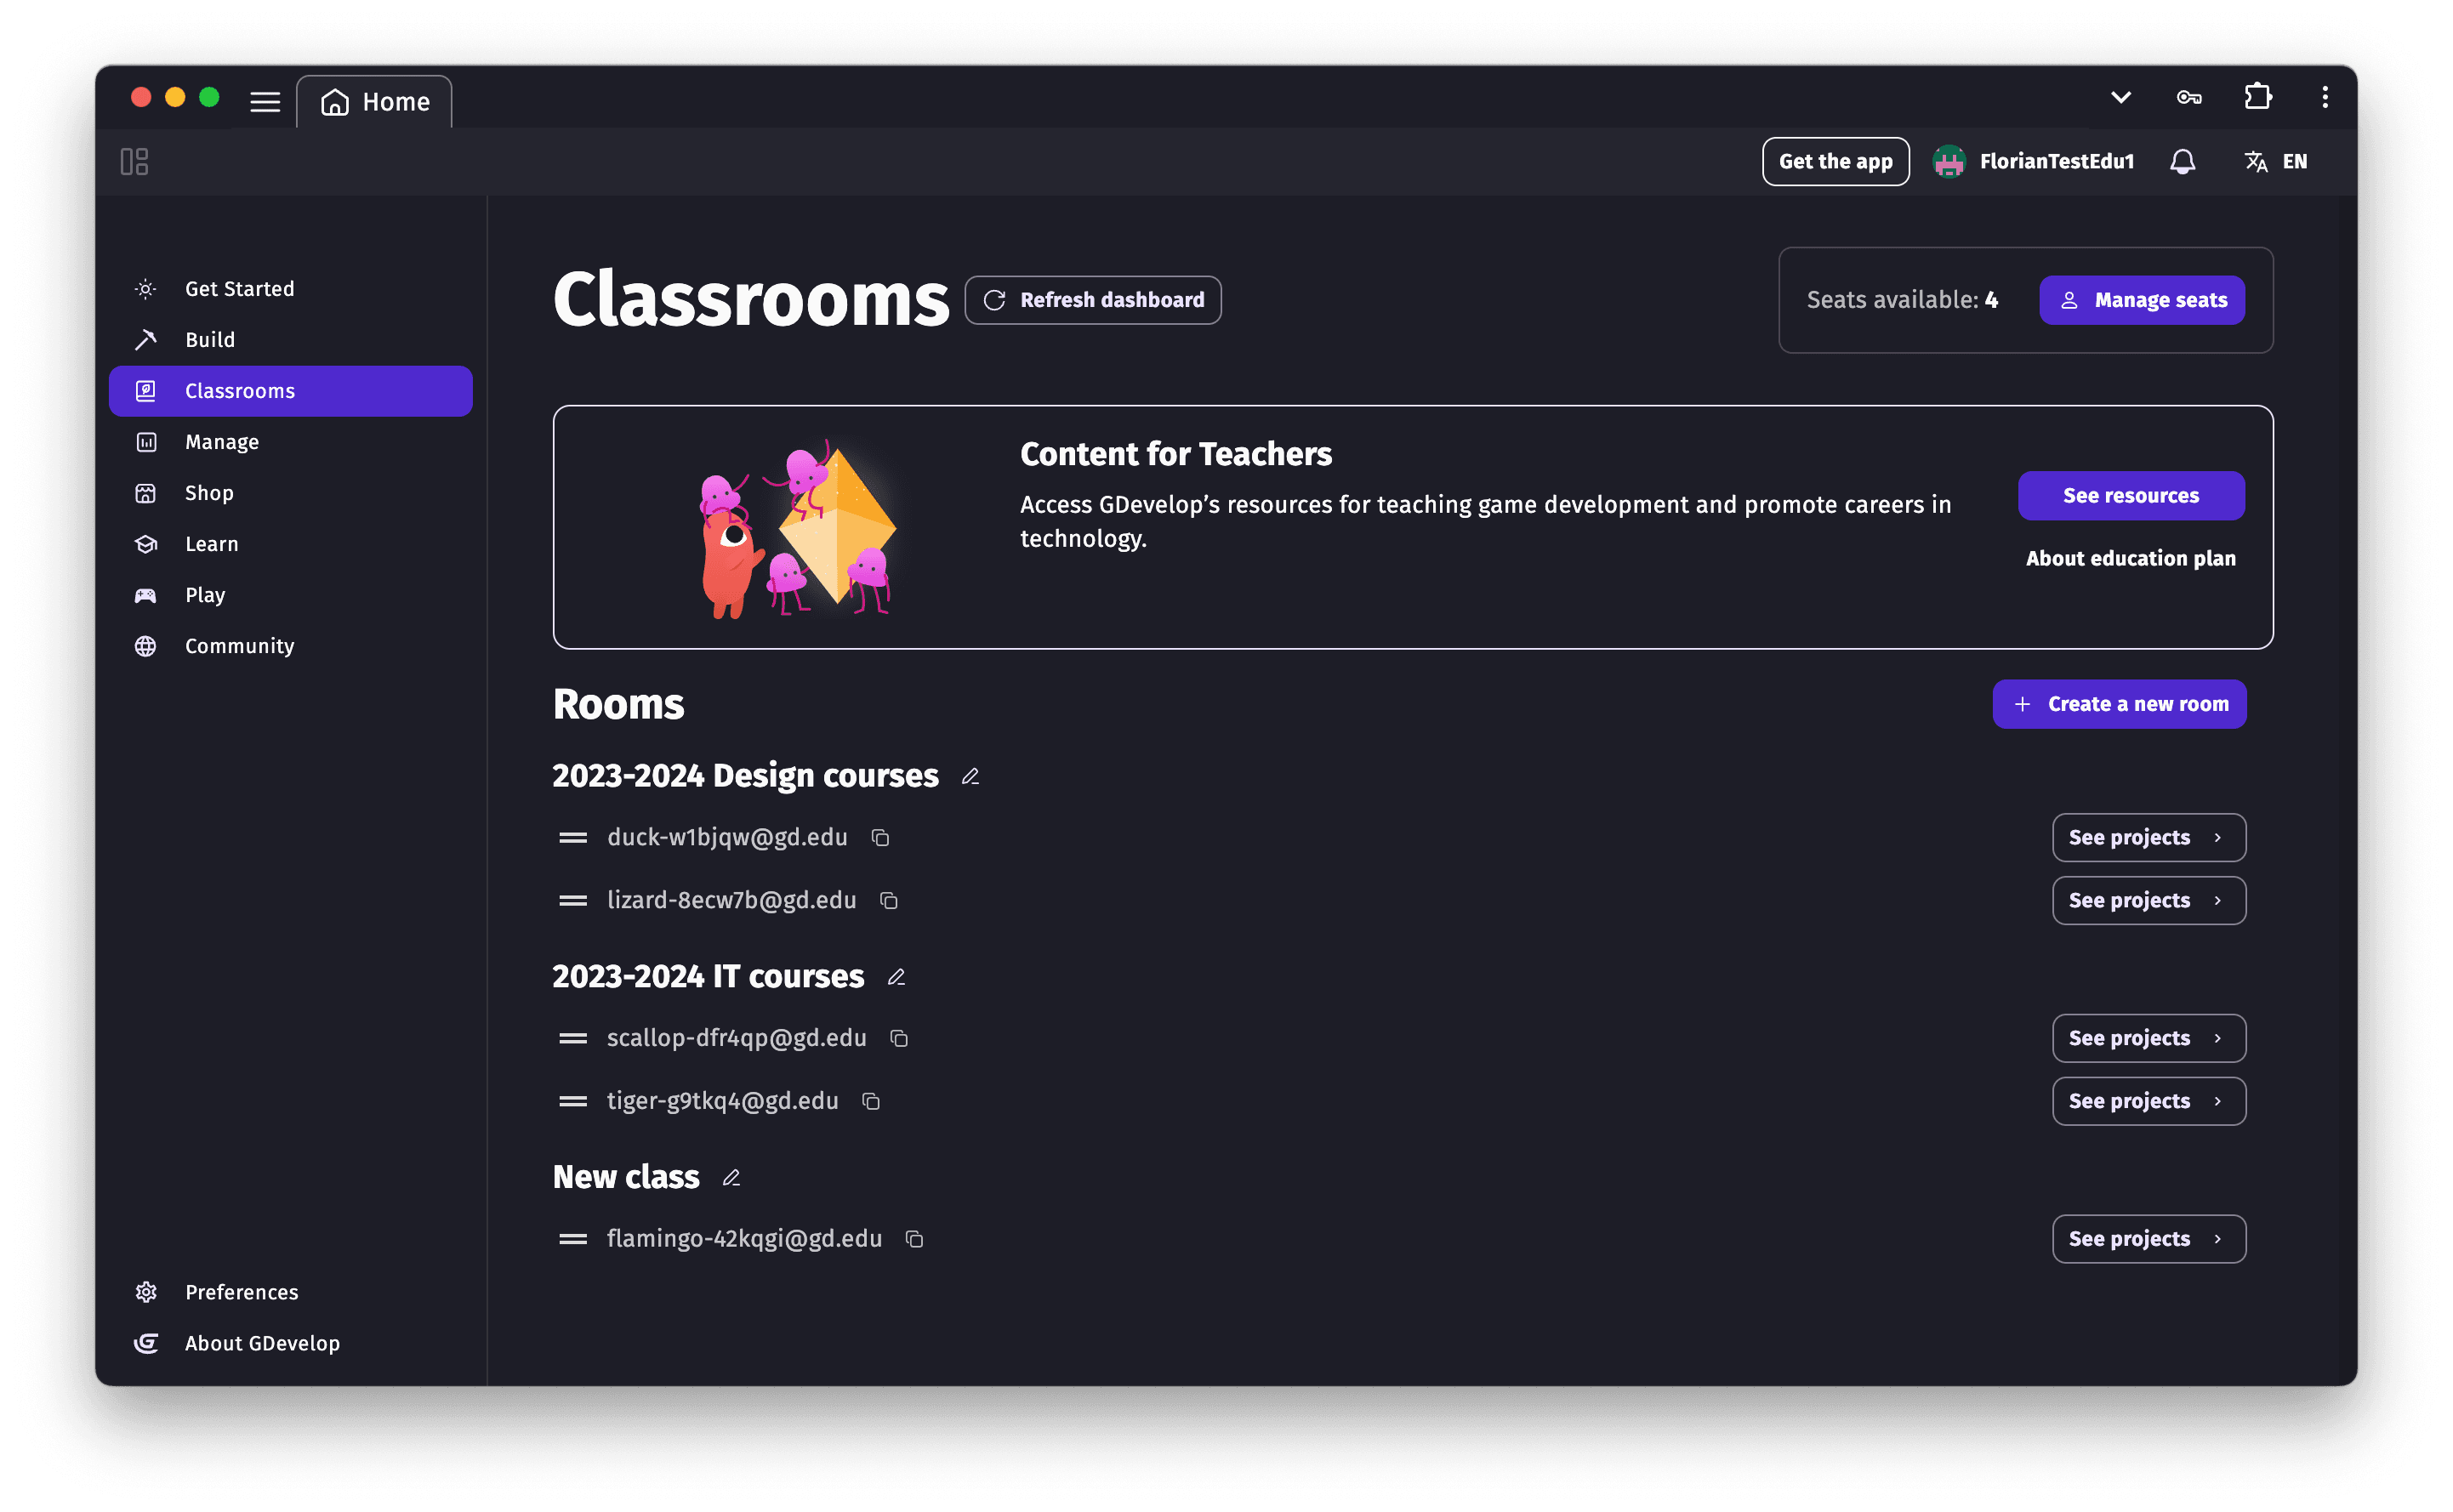 Home
Get the app
FlorianTestEdu1
EN
Get Started
Build
Classrooms
Manage
Shop
Learn
Play
Community
Preferences
About GDevelop
Classrooms
Refresh dashboard
Seats available: 4
Manage seats
Content for Teachers
Access GDevelop’s resources for teaching game development and promote careers in
technology.
See resources
About education plan
Rooms
Create a new room
2023-2024 Design courses
duck-w1bjqw@gd.edu
See projects
lizard-8ecw7b@gd.edu
See projects
2023-2024 IT courses
scallop-dfr4qp@gd.edu
See projects
tiger-g9tkq4@gd.edu
See projects
New class
flamingo-42kqgi@gd.edu
See projects